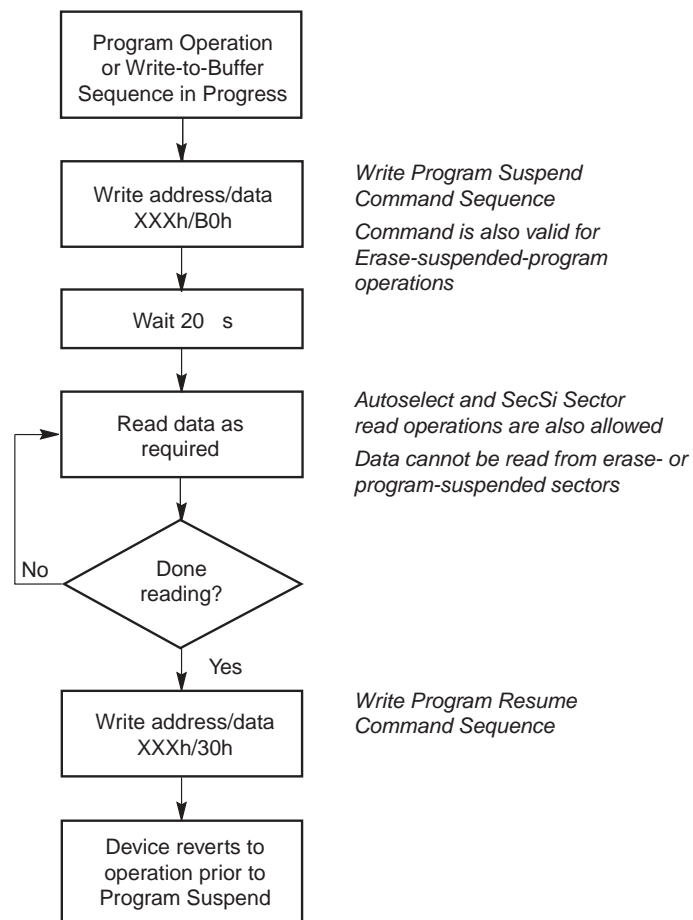 Program Operation
or Write-to-Buffer
Sequence in Progress
Write address/data
XXXh/B0h
Write Program Suspend
Command Sequence
Command is also valid for
Erase-suspended-program
operations
Wait 20 s
Read data as
required
Autoselect and SecSi Sector
read operations are also allowed
Data cannot be read from erase- or
program-suspended sectors
No
Done
reading?
Yes
Write address/data
XXXh/30h
Write Program Resume
Command Sequence
Device reverts to
operation prior to
Program Suspend